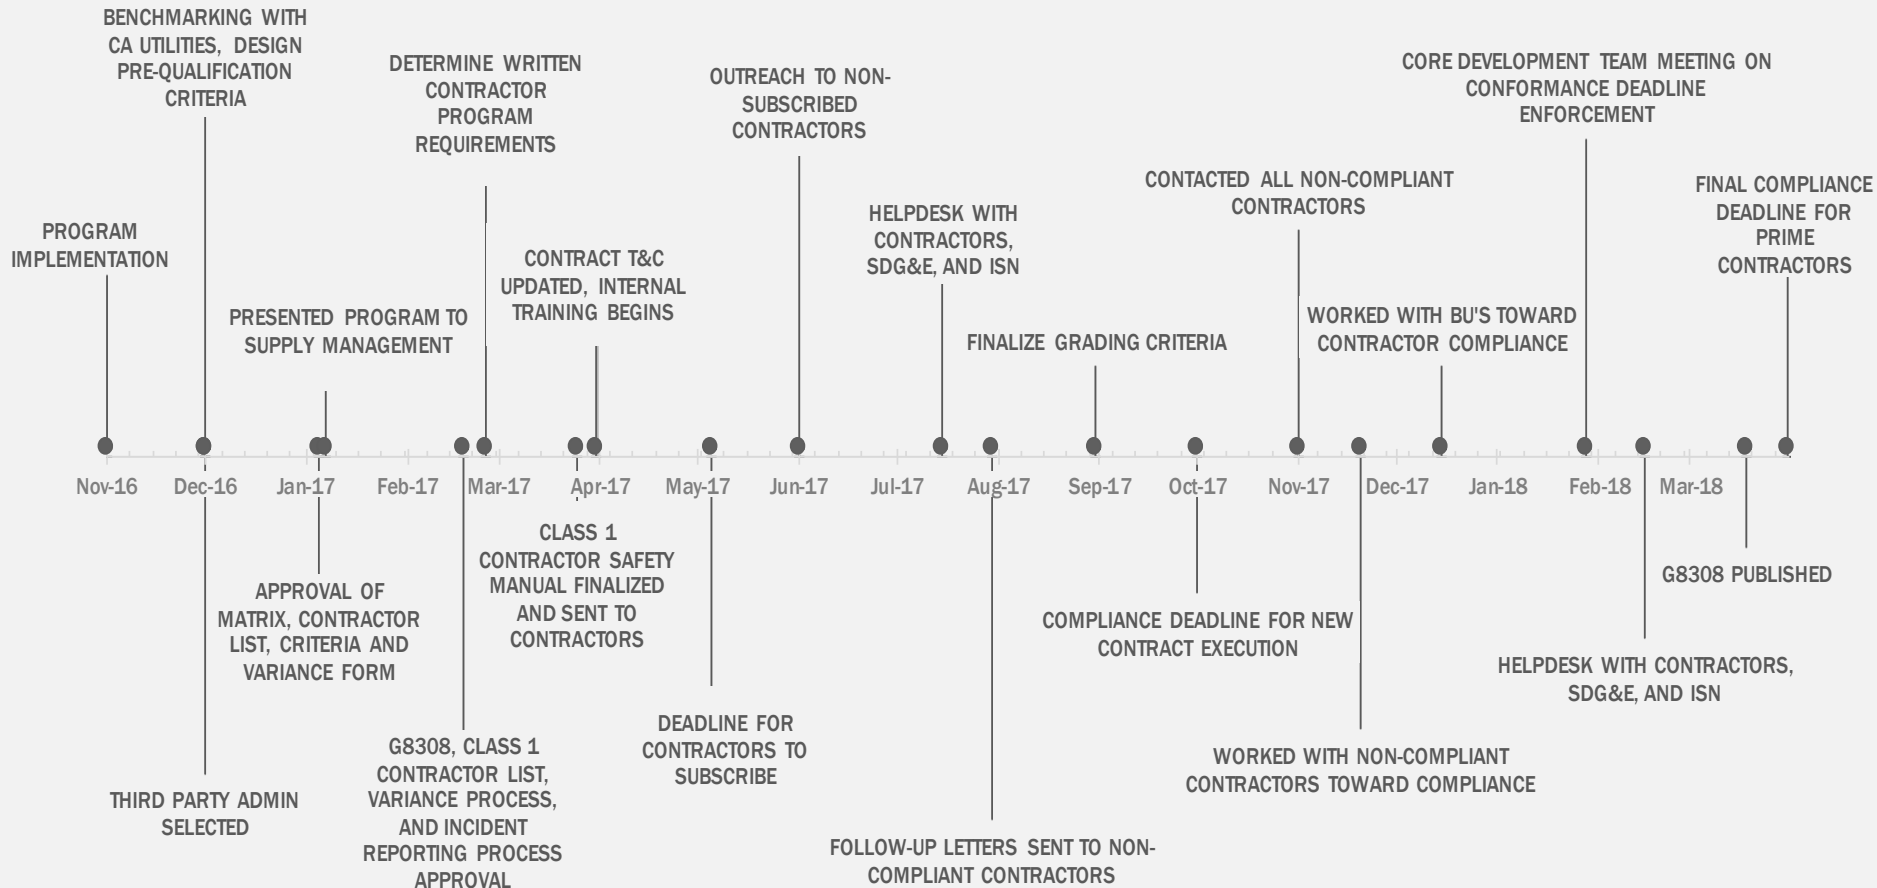 BENCHMARKING WITH
CA UTILITIES, DESIGN
PRE-QUALIFICATION
CRITERIA
DETERMINE WRITTEN
CONTRACTOR
PROGRAM
REQUIREMENTS
OUTREACH TO NON-
SUBSCRIBED
CONTRACTORS
CORE DEVELOPMENT TEAM MEETING ON
CONFORMANCE DEADLINE
ENFORCEMENT
PROGRAM
IMPLEMENTATION
PRESENTED PROGRAM TO
SUPPLY MANAGEMENT
CONTRACT T&C
UPDATED, INTERNAL
TRAINING BEGINS
HELPDESK WITH
CONTRACTORS,
SDG&E, AND ISN
FINALIZE GRADING CRITERIA
CONTACTED ALL NON-COMPLIANT
CONTRACTORS
WORKED WITH BU'S TOWARD
CONTRACTOR COMPLIANCE
FINAL COMPLIANCE
DEADLINE FOR
PRIME
CONTRACTORS
Nov-16 Dec-16 Jan-17 Feb-17 Mar-17 Apr-17 May-17 Jun-17 Jul-17 Aug-17 Sep-17 Oct-17 Nov-17 Dec-17 Jan-18 Feb-18 Mar-18
THIRD PARTY ADMIN
SELECTED
APPROVAL OF
MATRIX, CONTRACTOR
LIST, CRITERIA AND
VARIANCE FORM
G8308, CLASS 1
CONTRACTOR LIST,
VARIANCE PROCESS,
AND INCIDENT
REPORTING PROCESS
APPROVAL
CLASS 1
CONTRACTOR SAFETY
MANUAL FINALIZED
AND SENT TO
CONTRACTORS
DEADLINE FOR
CONTRACTORS TO
SUBSCRIBE
FOLLOW-UP LETTERS SENT TO NON-
COMPLIANT CONTRACTORS
COMPLIANCE DEADLINE FOR NEW
CONTRACT EXECUTION
WORKED WITH NON-COMPLIANT
CONTRACTORS TOWARD COMPLIANCE
HELPDESK WITH CONTRACTORS,
SDG&E, AND ISN
G8308 PUBLISHED